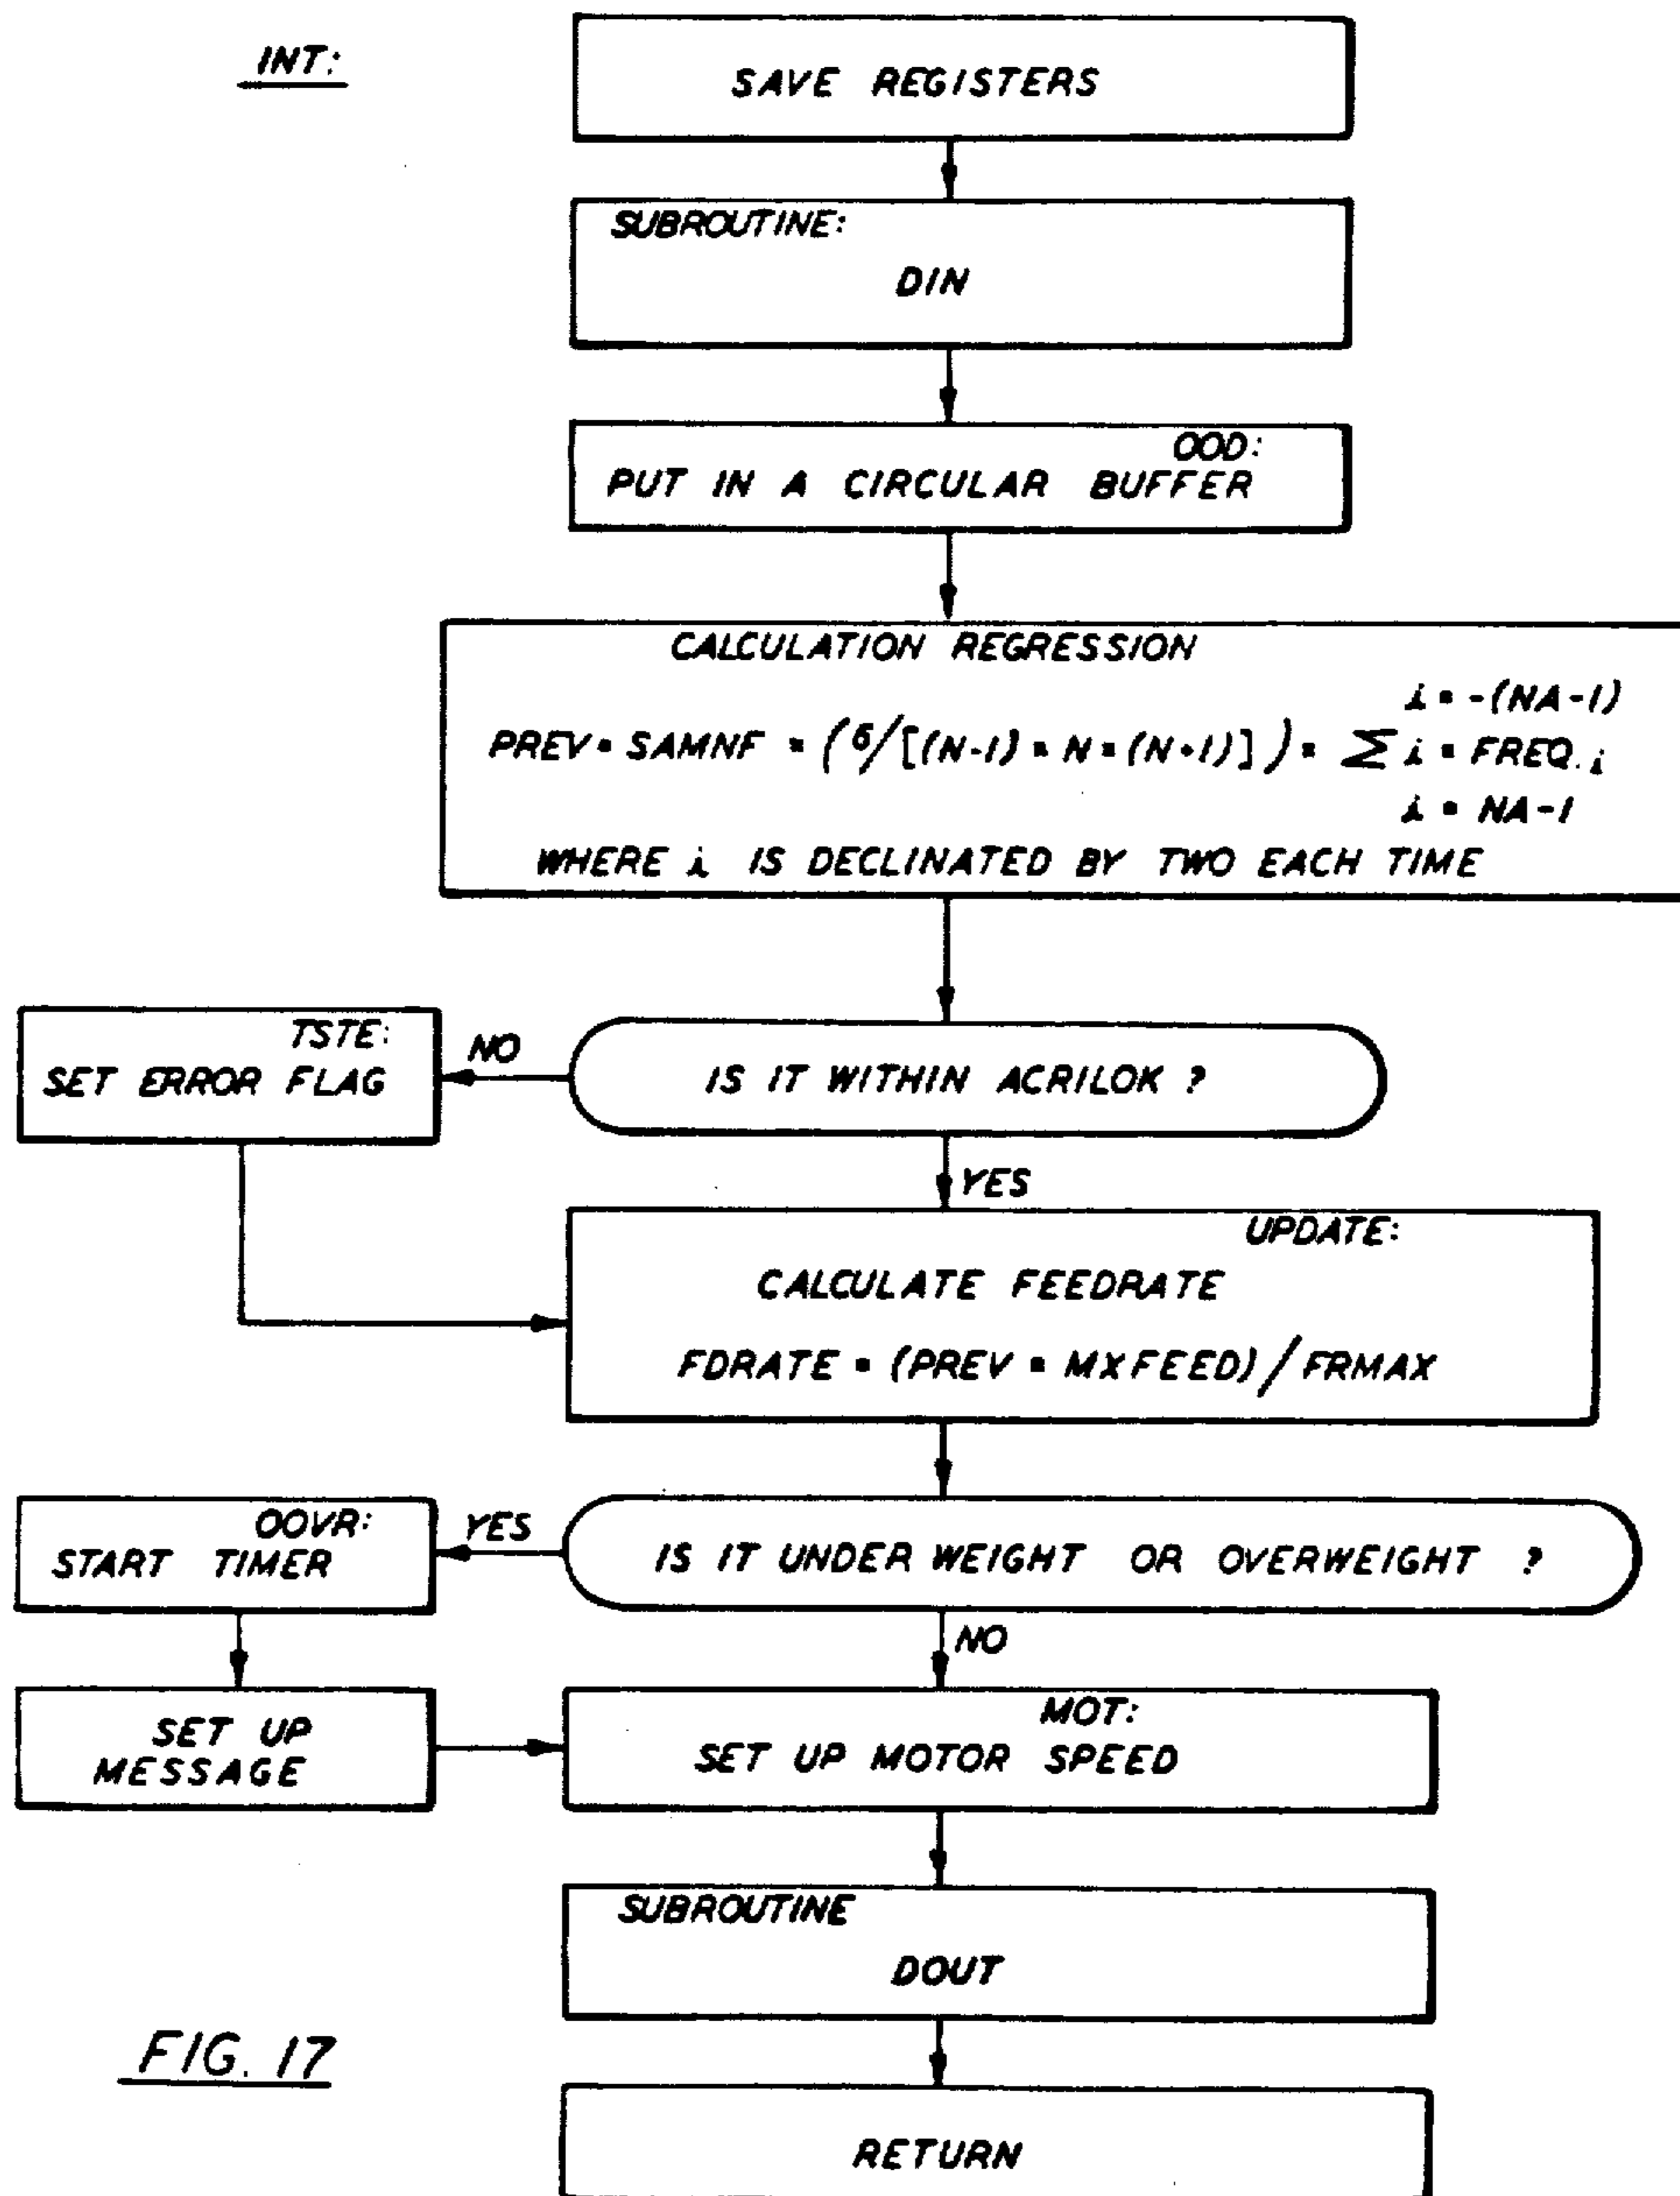 INT:
SAVE REGISTERS
SUBROUTINE:
DIN
OOD:
PUT IN A CIRCULAR BUFFER
CALCULATION REGRESSION
i = -(NA-1)
PREV = SAMNF * (6/[(N-1) * N * (N+1)]) * Σ i * FREQ. i
i = NA-1
WHERE i IS DECLINATED BY TWO EACH TIME
TSTE:
SET ERROR FLAG
NO
IS IT WITHIN ACRILOK ?
YES
UPDATE:
CALCULATE FEEDRATE
FDRATE = (PREV * MXFEED)/FRMAX
OOVR:
START TIMER
YES
IS IT UNDER WEIGHT OR OVERWEIGHT ?
NO
SET UP
MESSAGE
MOT:
SET UP MOTOR SPEED
SUBROUTINE
DOUT
FIG. 17
RETURN